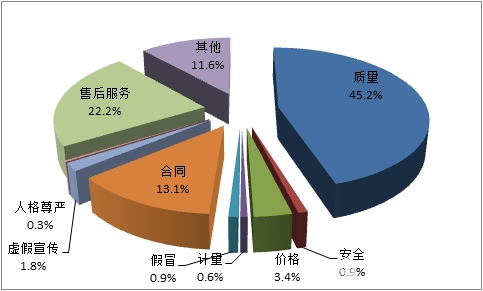 其他
11.6%
质量
45.2%
售后服务
22.2%
合同
13.1%
人格尊严
0.3%
虚假宣传
1.8%
假冒
0.9%
计量
0.6%
价格
3.4%
安全
0.9%